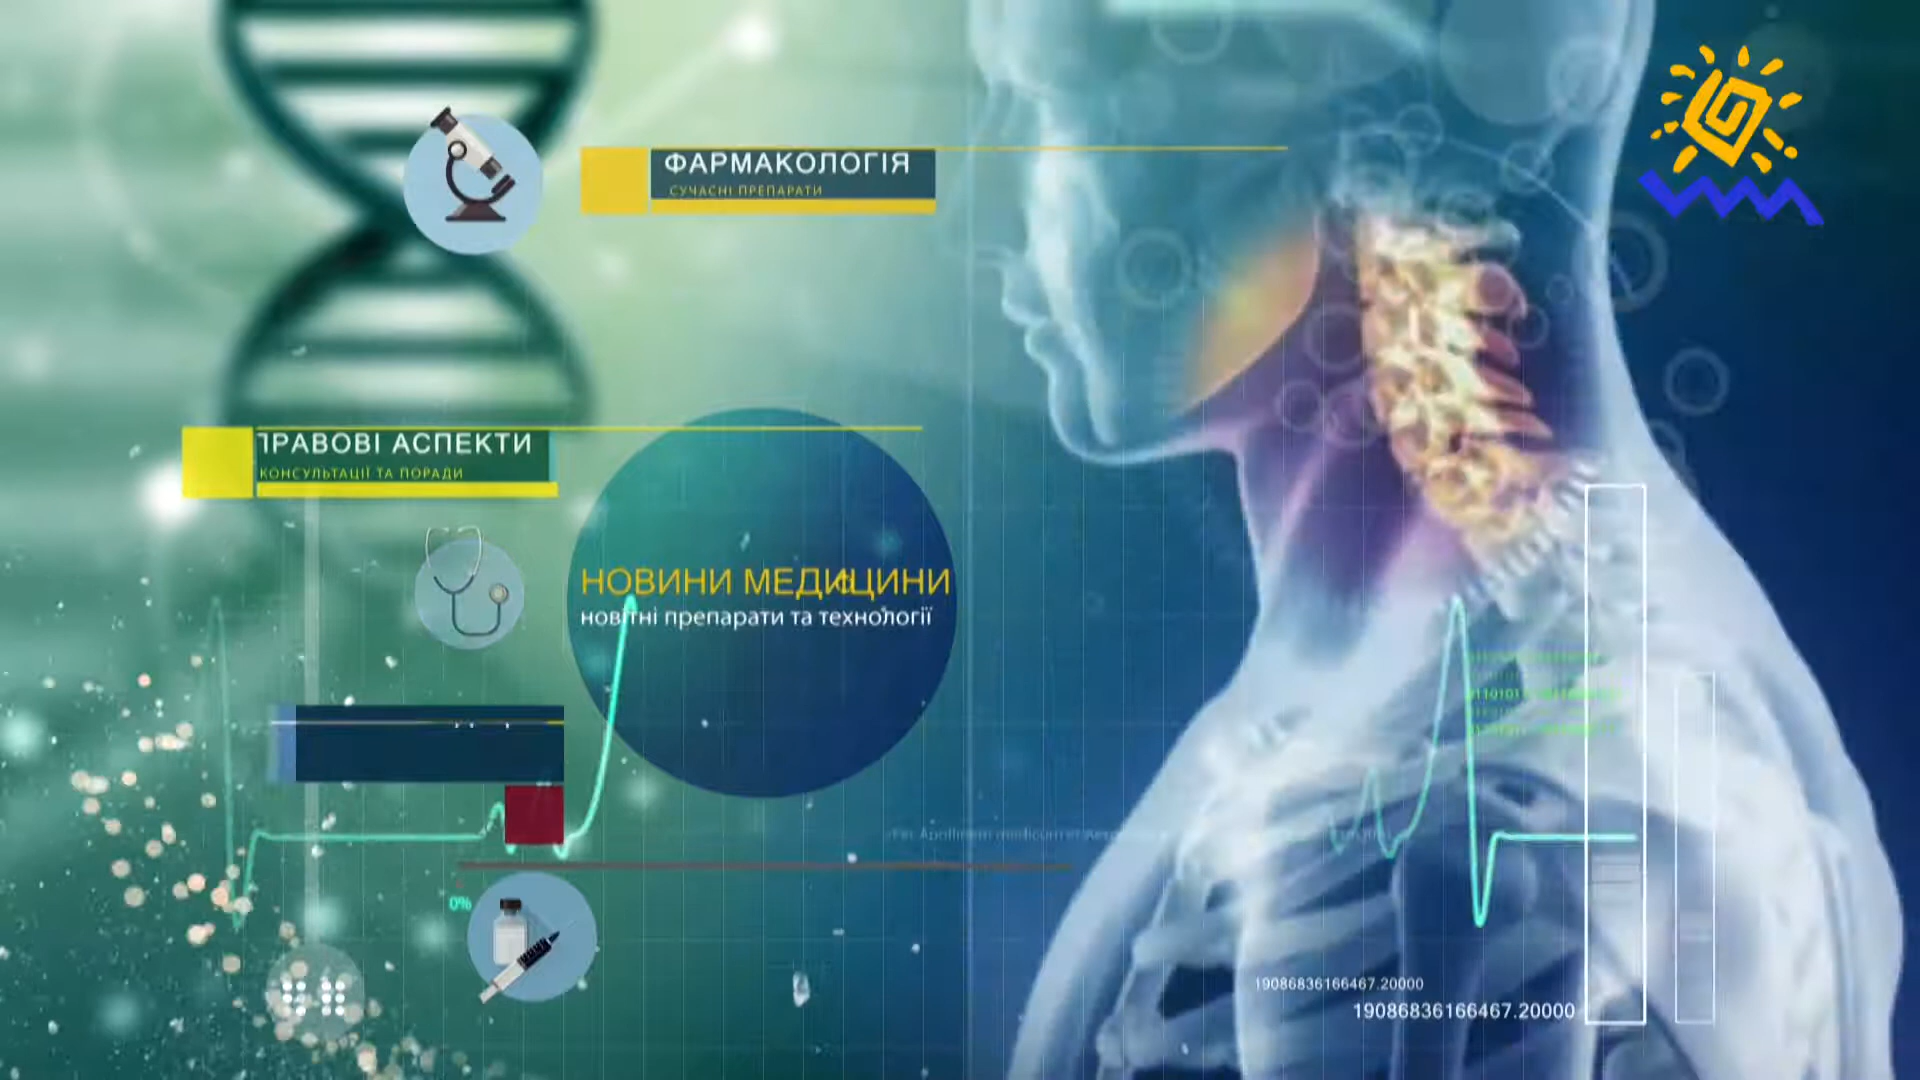 ФАРМАКОЛОГІЯ
СУЧАСНІ ПРЕПАРАТИ
ПРАВОВІ АСПЕКТИ
КОНСУЛЬТАЦІЇ ТА ПОРАДИ
НОВИНИ МЕДИЦИНИ
новітні препарати та технології
0%
19086836166467.20000
19086836166467.20000